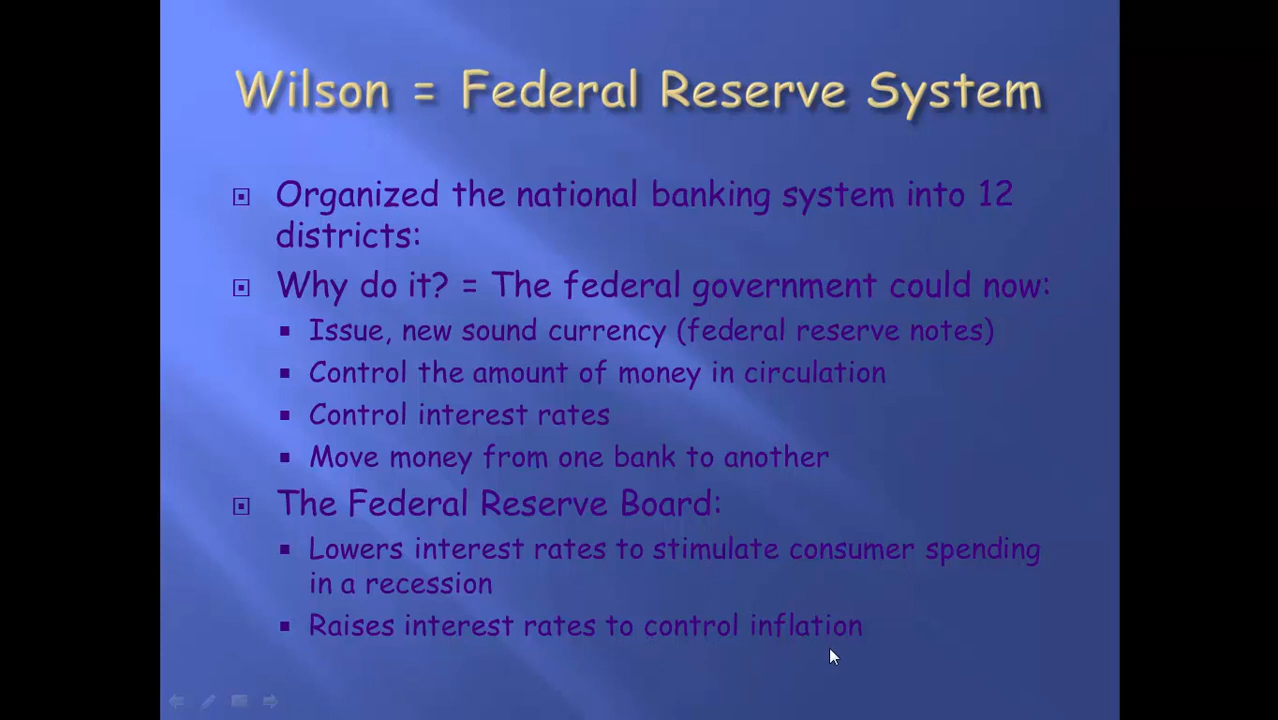 Wilson = Federal Reserve System
Organized the national banking system into 12
districts:
Why do it? = The federal government could now:
Issue, new sound currency (federal reserve notes)
Control the amount of money in circulation
Control interest rates
Move money from one bank to another
The Federal Reserve Board:
Lowers interest rates to stimulate consumer spending
in a recession
Raises interest rates to control inflation